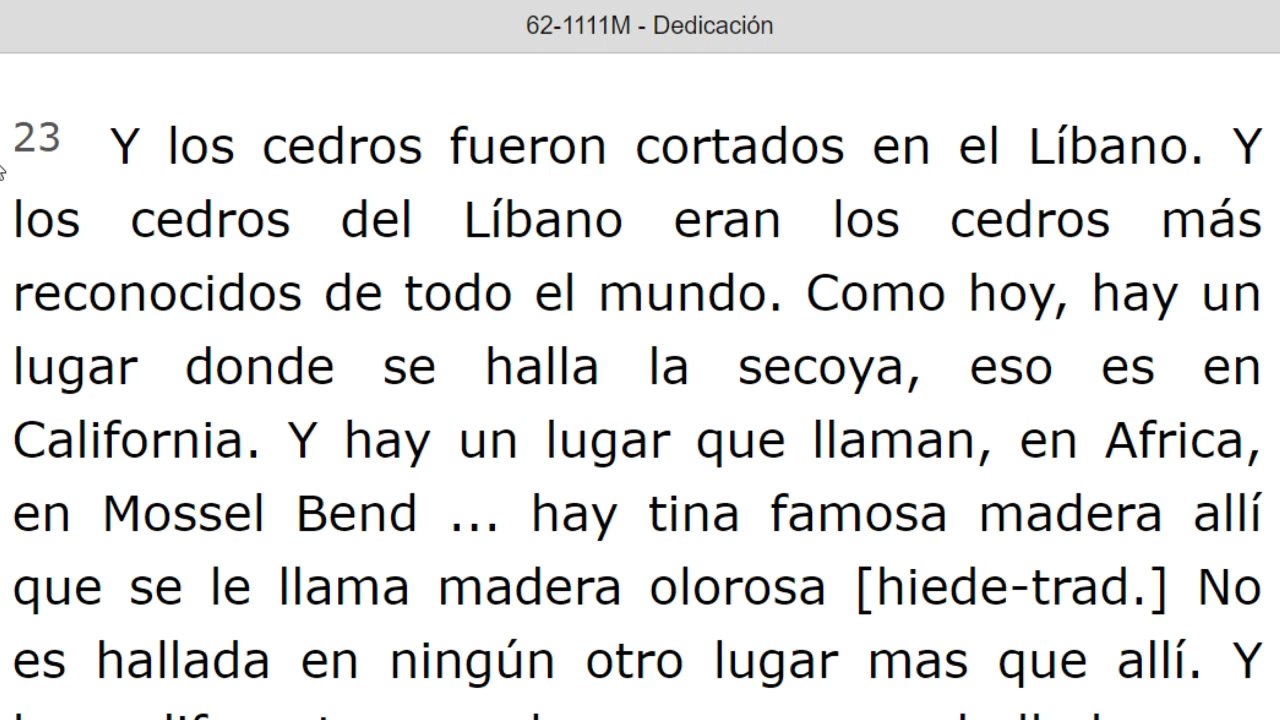 62-1111M - Dedicación
23 Y los cedros fueron cortados en el Líbano. Y
los cedros del Líbano eran los cedros más
reconocidos de todo el mundo. Como hoy, hay un
lugar donde se halla la secoya, eso es en
California. Y hay un lugar que llaman, en Africa,
en Mossel Bend ... hay tina famosa madera allí
que se le llama madera olorosa [hiede-trad.] No
es hallada en ningún otro lugar mas que allí. Y